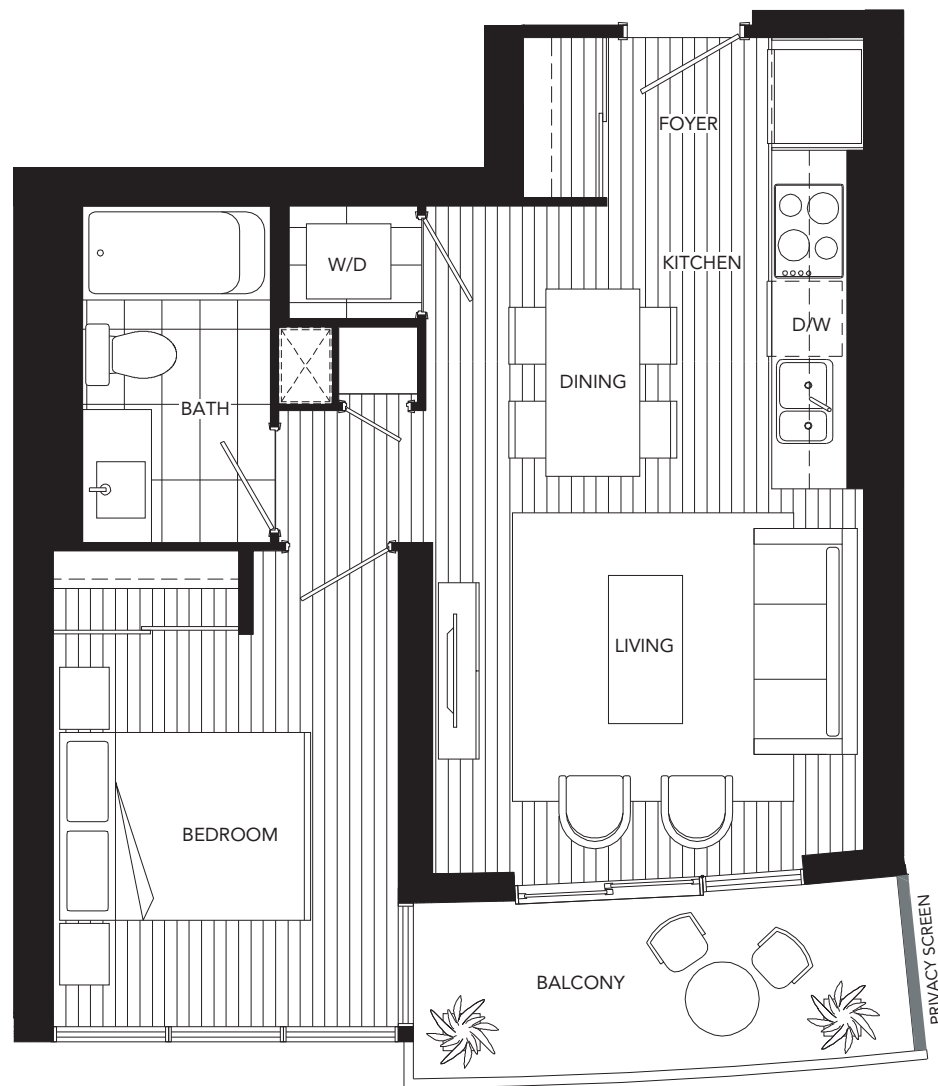 FOYER
W/D
KITCHEN
D/W
DINING
BATH
LIVING
BEDROOM
BALCONY
PRIVACY SCREEN